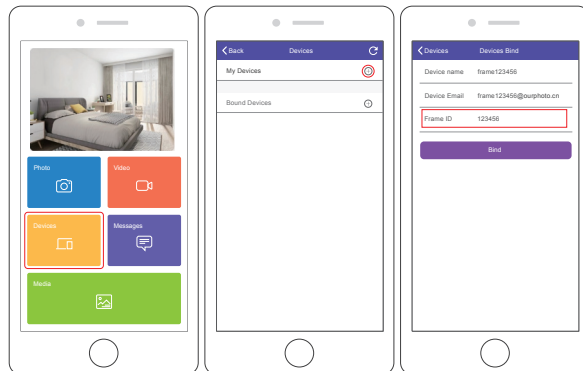 Photo
Video
Devices
Messages
Media
Back Devices
My Devices
Bound Devices
Devices Devices Bind
Device name frame123456
Device Email frame123456@ourphoto.cn
Frame ID 123456
Bind